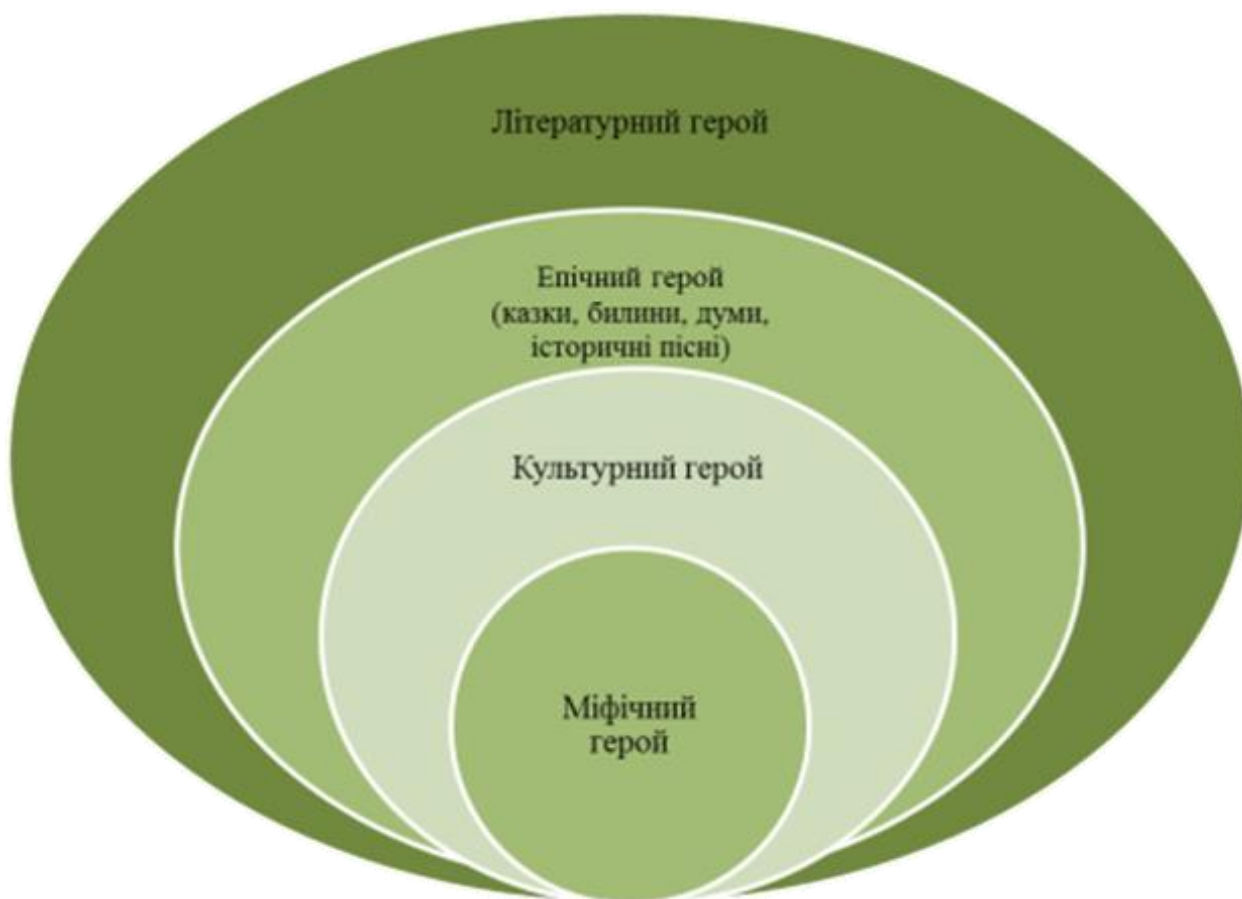 Літературний герой
Епічний герой
(казки, билини, думи,
історичні пісні)
Культурний герой
Міфічний
герой